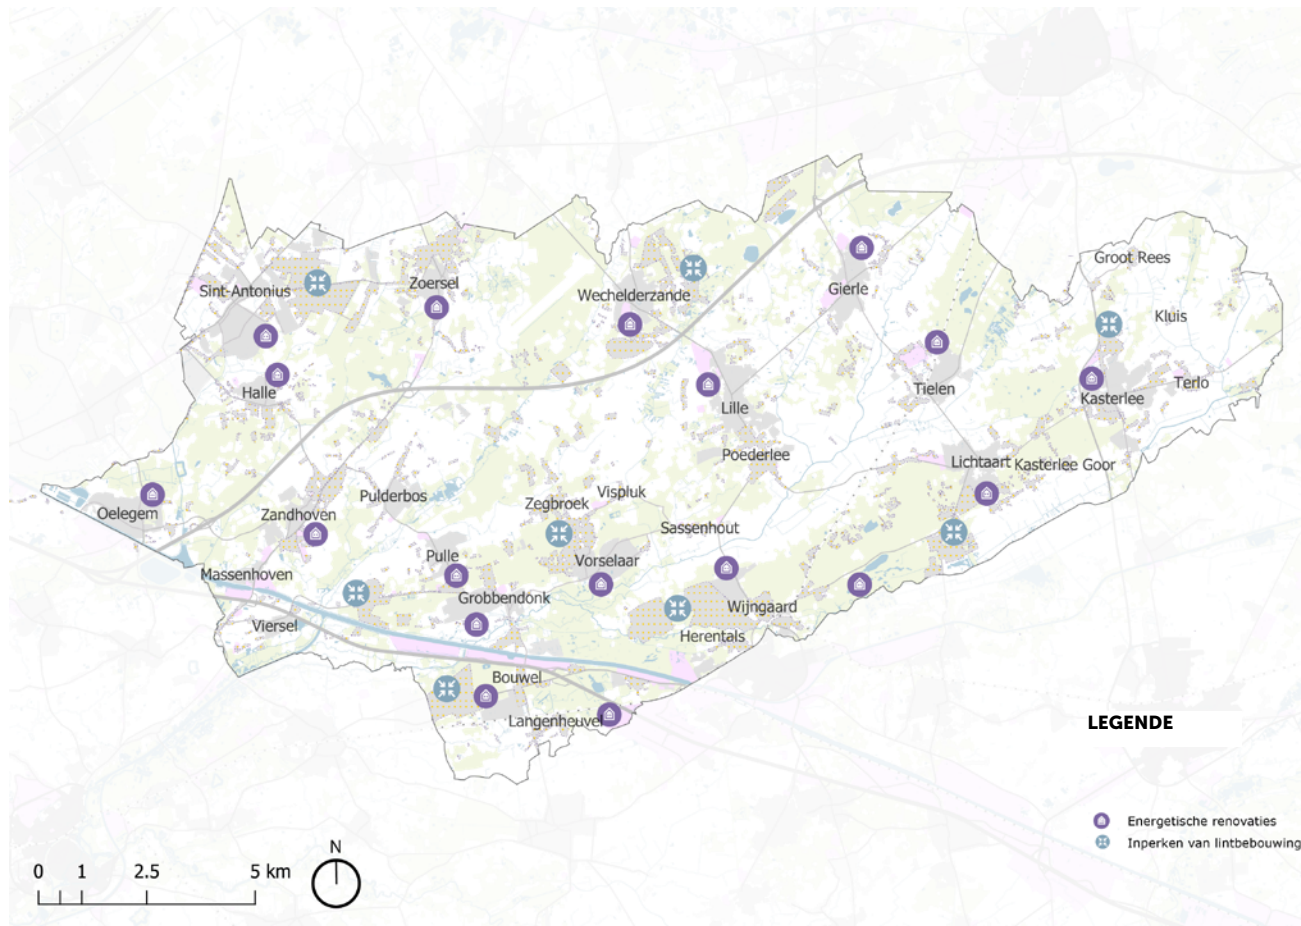 Groot Rees
Zoersel
Sint-Antonius
Wechelderzande
Gierle
Kluis
Terlo
Tielen
Halle
Kasterlee
Lille
Poederlee
Lichtaart
Kasterlee Goor
Pulderbos
Vispluk
Zegbroek
Oelegem
Zandhoven
Sassenhout
Pulle
Vorselaar
Massenhoven
Grobbendonk
Wijngaard
Viersel
Herentals
Bouwel
Langenheuvel
LEGENDE
Energetische renovaties
Inperken van lintbebouwing
N
0 1 2.5 5 km